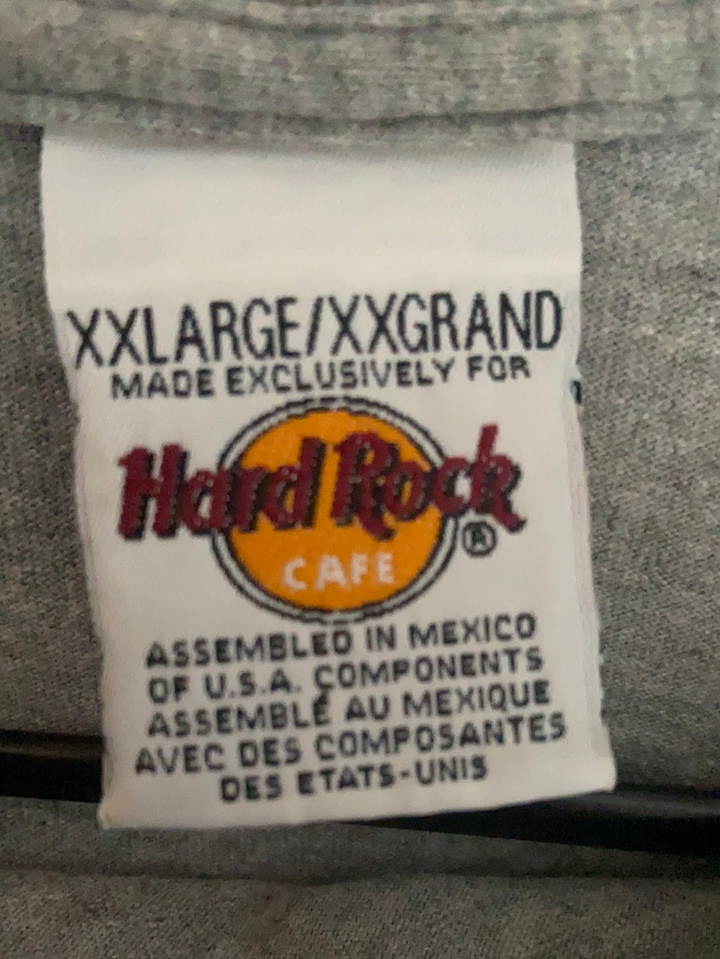 XXLARGE/XXGRAND
MADE EXCLUSIVELY FOR
Hard Rock
®
CAFE
ASSEMBLED IN MEXICO
OF U.S.A. COMPONENTS
ASSEMBLÉ AU MEXIQUE
AVEC DES COMPOSANTES
DES ETATS-UNIS